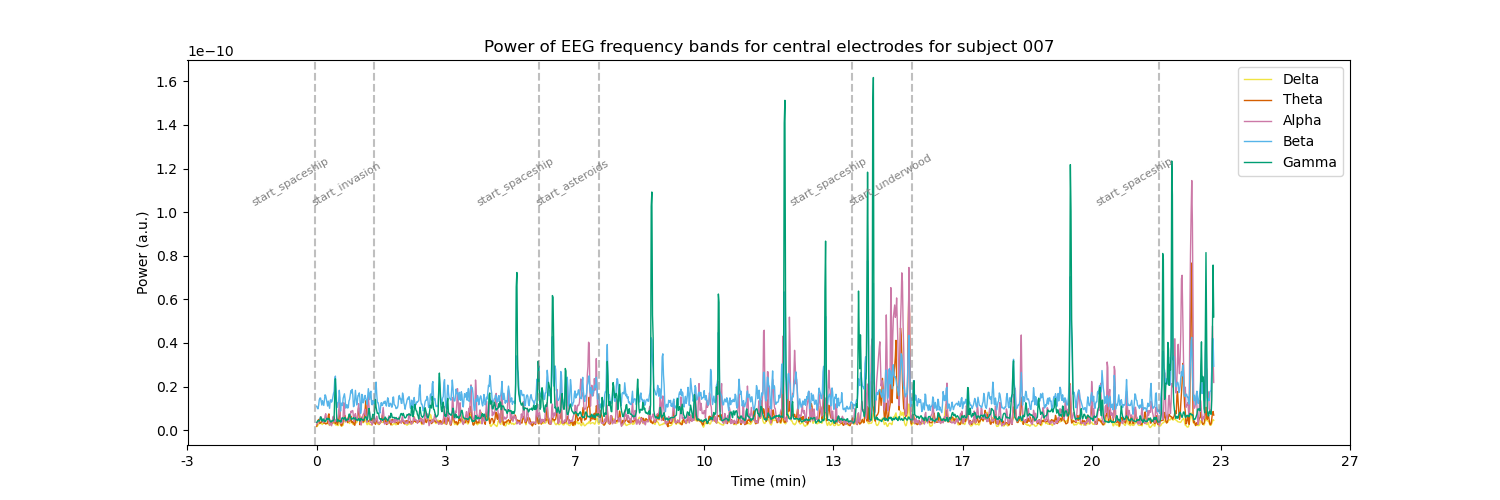 Power of EEG frequency bands for central electrodes for subject 007
1e−10
1.6
1.4
1.2
1.0
0.8
0.6
0.4
0.2
0.0
Power (a.u.)
start_spaceship
start_invasion
start_spaceship
start_asteroids
start_spaceship
start_underwood
start_spaceship
Delta
Theta
Alpha
Beta
Gamma
-3 0 3 7 10 13 17 20 23 27
Time (min)